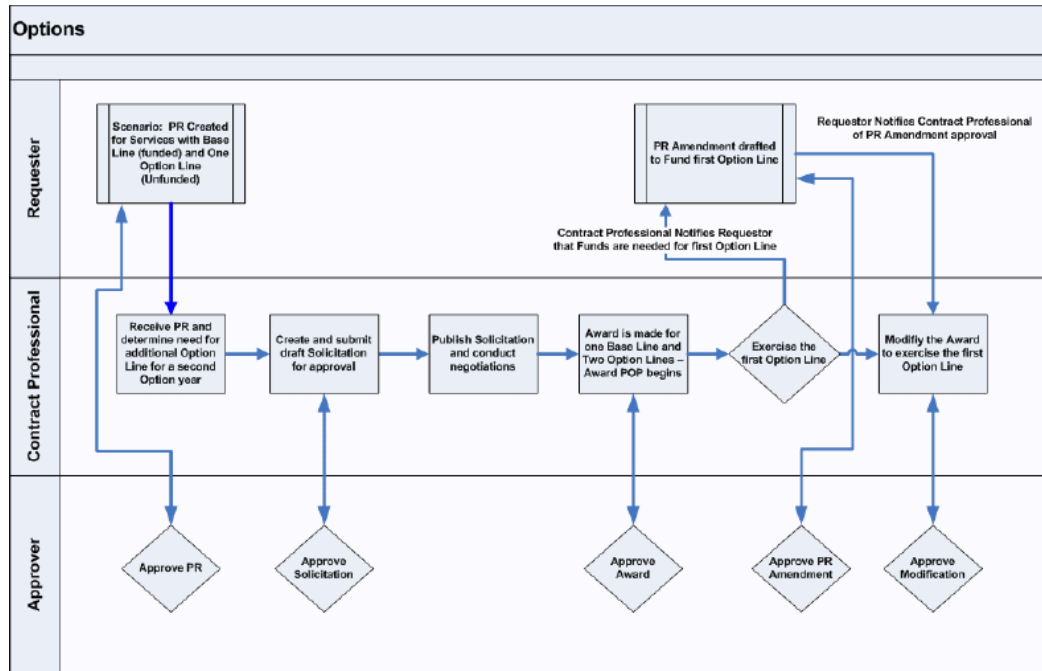 Options
Requester
Scenario:  PR Created
for Services with Base
Line (funded) and One
Option Line
(Unfunded)
PR Amendment drafted
to Fund first Option Line
Requestor Notifies Contract Professional
of PR Amendment approval
Contract Professional Notifies Requestor
that Funds are needed for first Option Line
Contract Professional
Receive PR and
determine need for
additional Option
Line for a second
Option year
Create and submit
draft Solicitation
for approval
Publish Solicitation
and conduct
negotiations
Award is made for
one Base Line and
Two Option Lines –
Award POP begins
Exercise the
first Option Line
Modifiy the Award
to exercise the first
Option Line
Approver
Approve PR
Approve
Solicitation
Approve
Award
Approve PR
Amendment
Approve
Modification